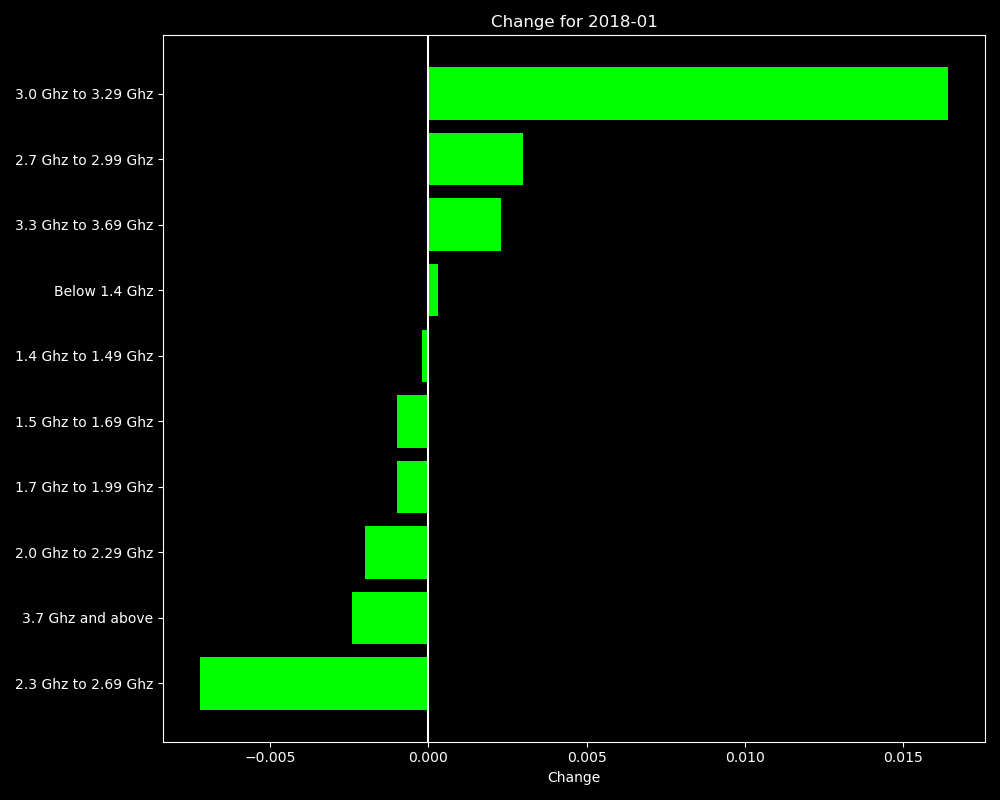 Change for 2018-01
3.0 Ghz to 3.29 Ghz
2.7 Ghz to 2.99 Ghz
3.3 Ghz to 3.69 Ghz
Below 1.4 Ghz
1.4 Ghz to 1.49 Ghz
1.5 Ghz to 1.69 Ghz
1.7 Ghz to 1.99 Ghz
2.0 Ghz to 2.29 Ghz
3.7 Ghz and above
2.3 Ghz to 2.69 Ghz
−0.005 0.000 0.005 0.010 0.015
Change